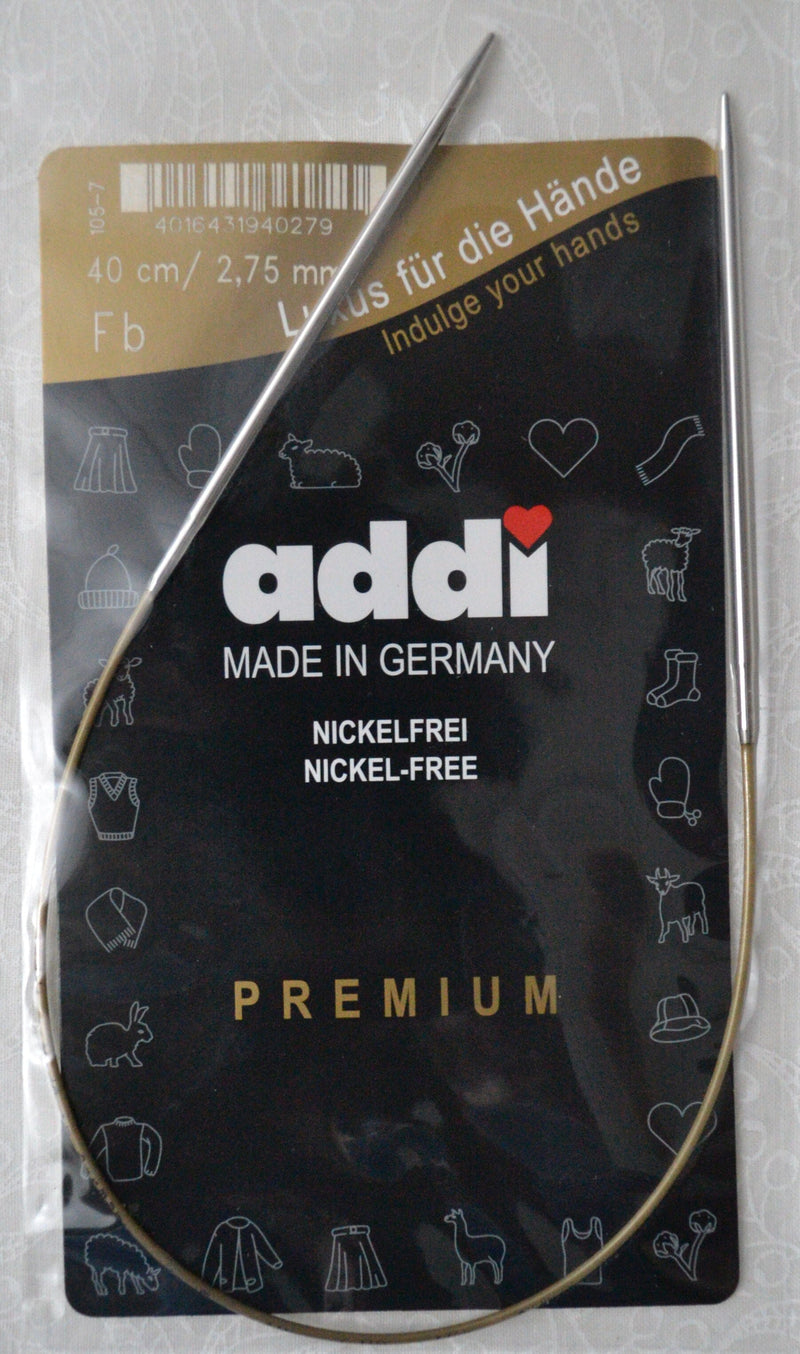 105-7
4016431940279
40 cm/ 2,75 mm
Fb
Luxus für die Hände
Indulge your hands
addi
MADE IN GERMANY
NICKELFREI
NICKEL-FREE
PREMIUM